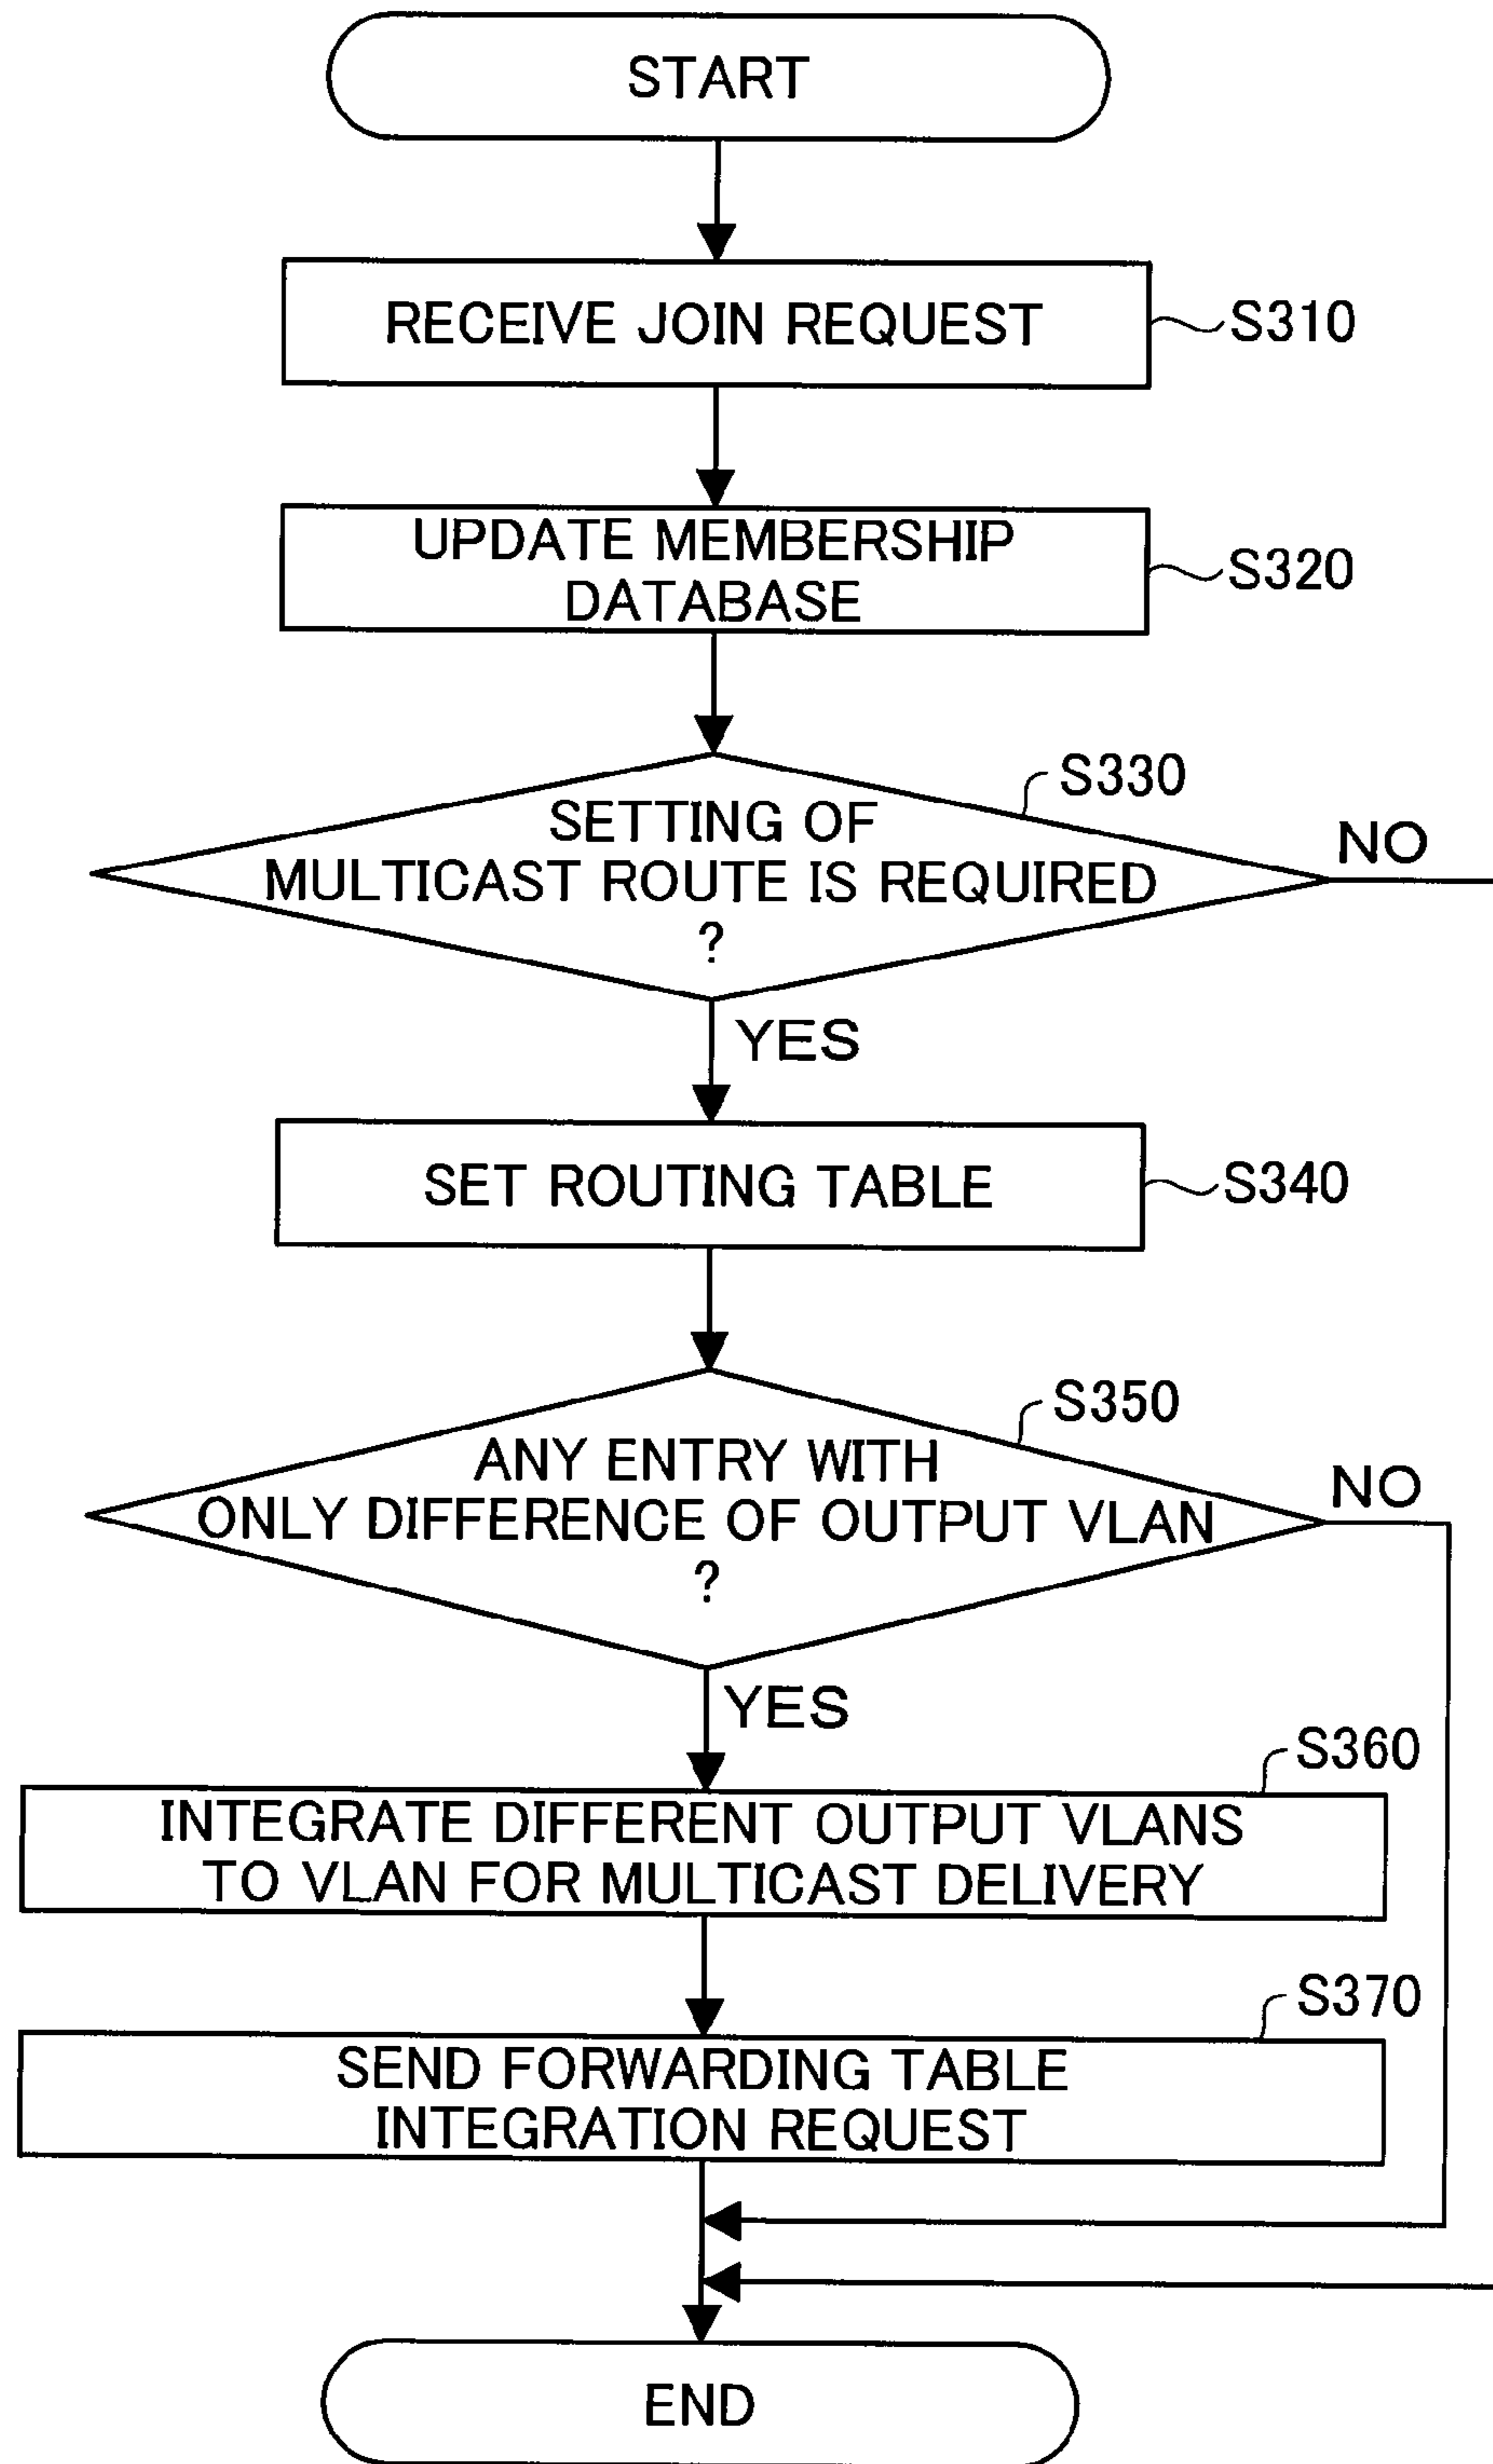 START
RECEIVE JOIN REQUEST
S310
UPDATE MEMBERSHIP
DATABASE
S320
S330
SETTING OF
MULTICAST ROUTE IS REQUIRED
?
NO
YES
SET ROUTING TABLE
S340
S350
ANY ENTRY WITH
ONLY DIFFERENCE OF OUTPUT VLAN
?
NO
YES
S360
INTEGRATE DIFFERENT OUTPUT VLANS
TO VLAN FOR MULTICAST DELIVERY
S370
SEND FORWARDING TABLE
INTEGRATION REQUEST
END